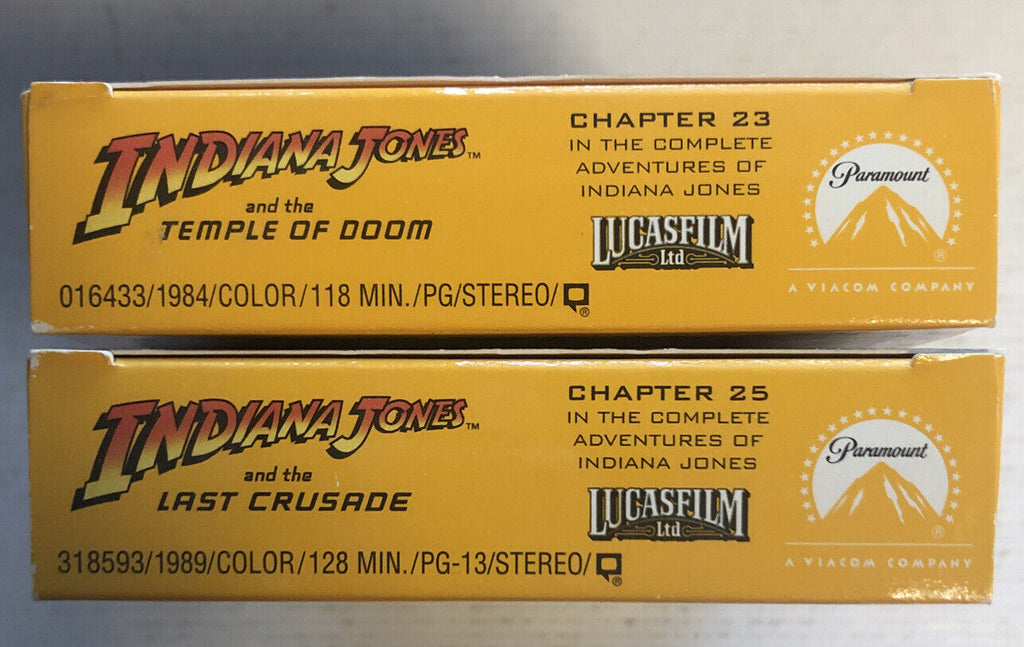 INDIANA JONES™
and the
TEMPLE OF DOOM
016433/1984/COLOR/118 MIN./PG/STEREO/
®
CHAPTER 23
IN THE COMPLETE
ADVENTURES OF
INDIANA JONES
LUCASFILM
Ltd
Paramount
®
A VIACOM COMPANY
INDIANA JONES™
and the
LAST CRUSADE
318593/1989/COLOR/128 MIN./PG-13/STEREO/
®
CHAPTER 25
IN THE COMPLETE
ADVENTURES OF
INDIANA JONES
LUCASFILM
Ltd
Paramount
®
A VIACOM COMPANY